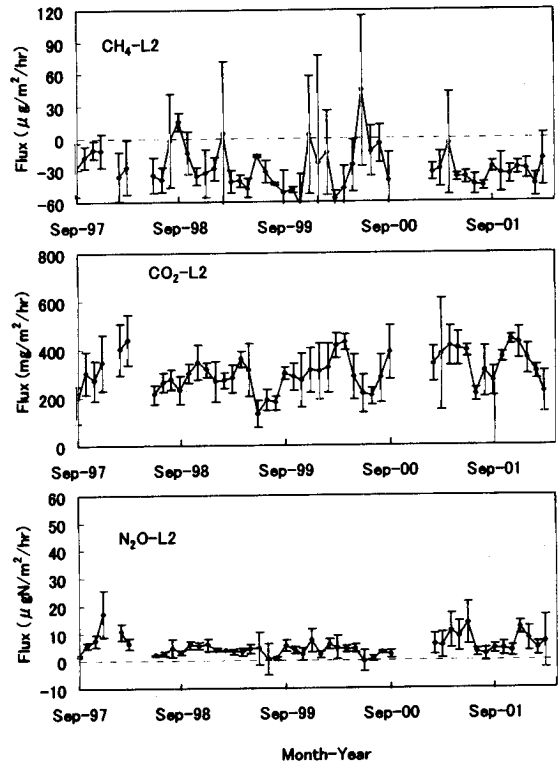 CH₄-L2
Flux (μg/m²/hr)
120
90
60
30
0
-30
-60
Sep-97 Sep-98 Sep-99 Sep-00 Sep-01
CO₂-L2
Flux (mg/m²/hr)
800
600
400
200
0
Sep-97 Sep-98 Sep-99 Sep-00 Sep-01
N₂O-L2
Flux (μgN/m²/hr)
60
50
40
30
20
10
0
-10
Sep-97 Sep-98 Sep-99 Sep-00 Sep-01
Month-Year